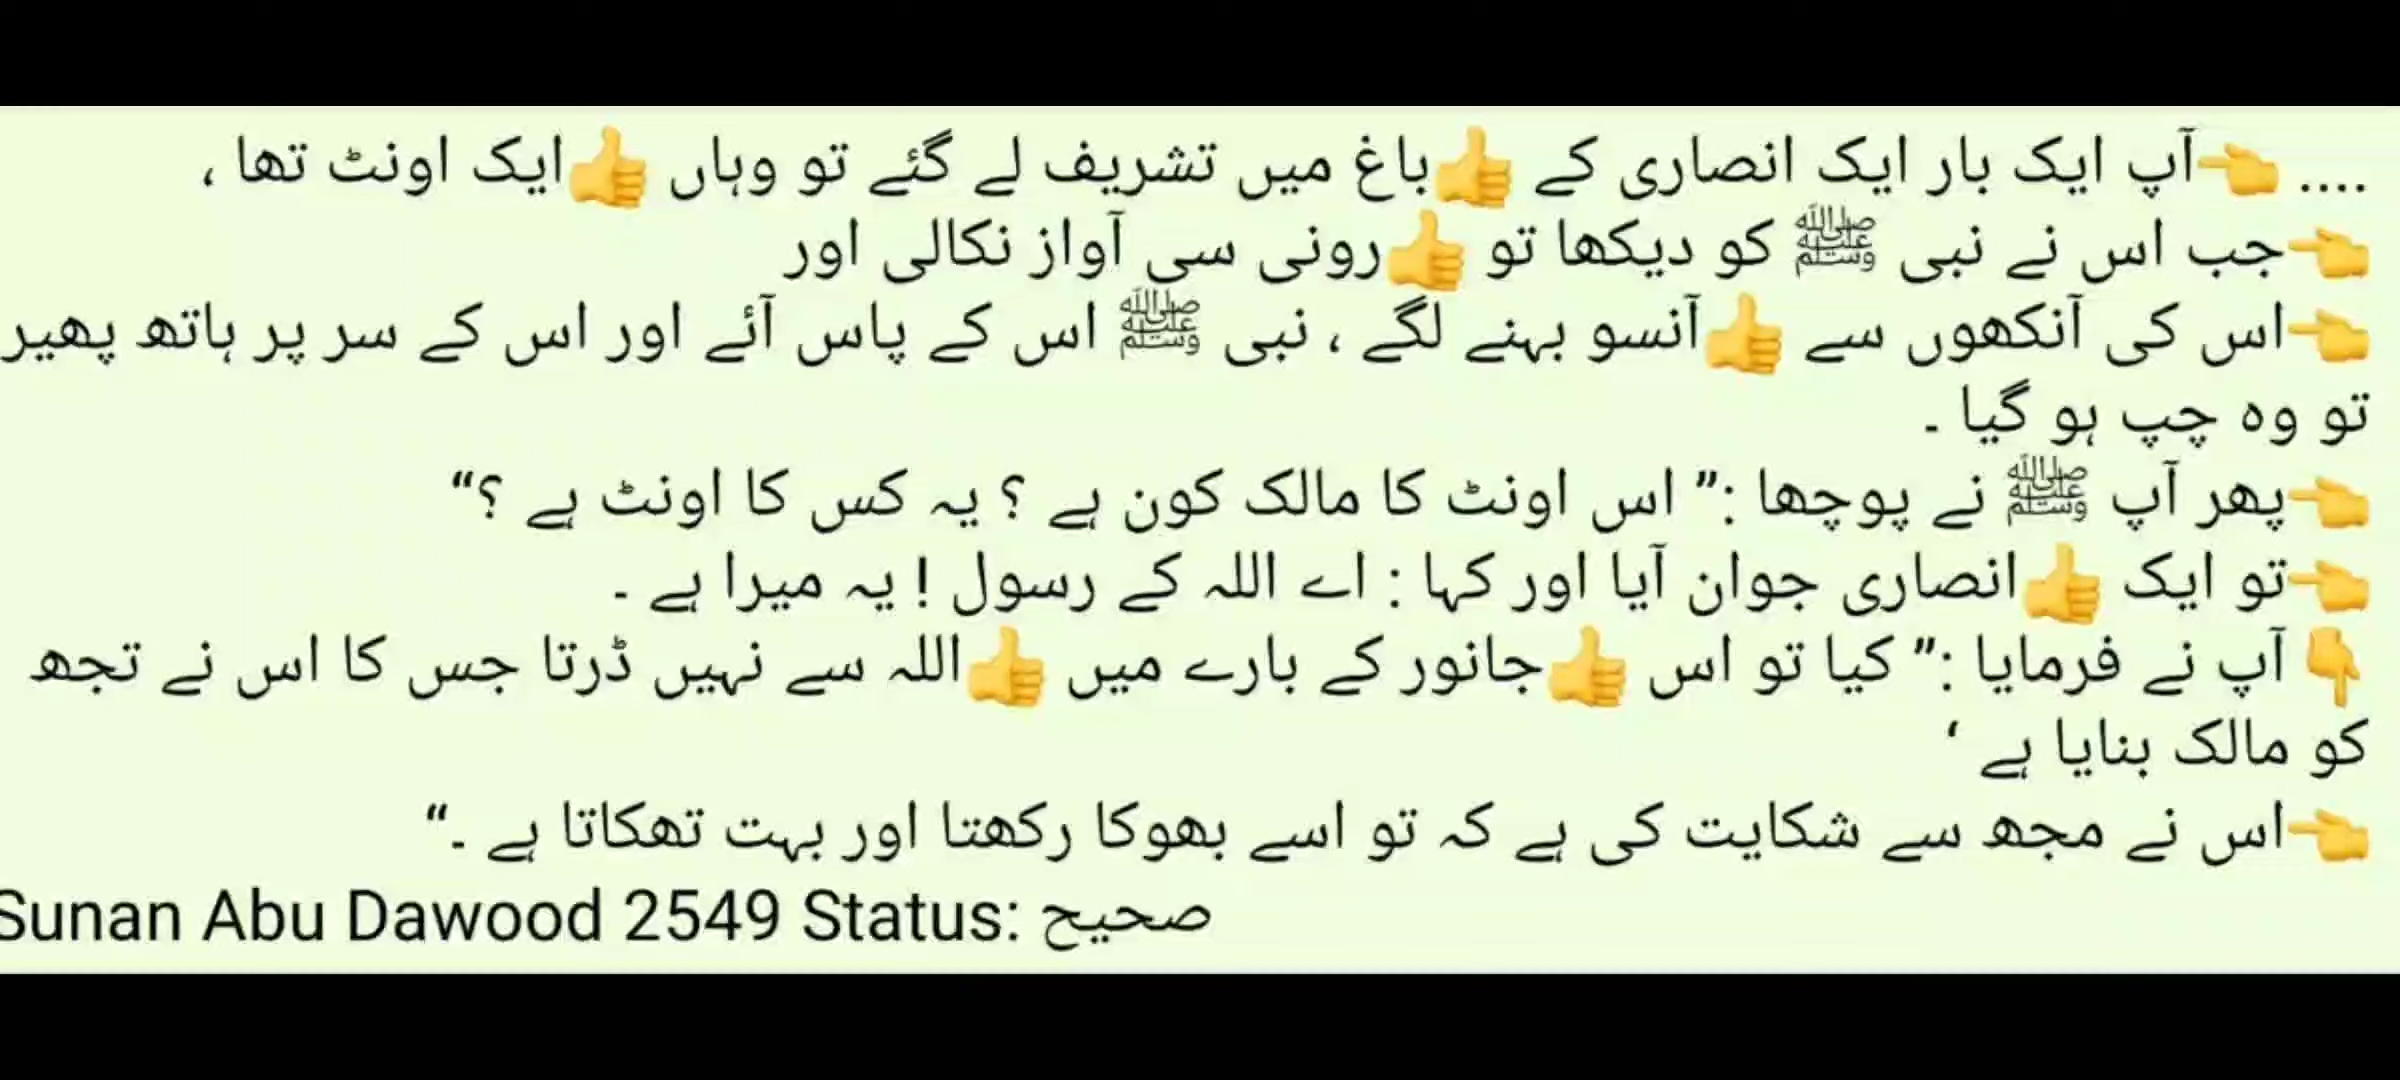 .... 👈آپ ایک بار ایک انصاری کے 👍باغ میں تشریف لے گئے تو وہاں 👍ایک اونٹ تھا ،
👈جب اس نے نبی ﷺ کو دیکھا تو 👍رونی سی آواز نکالی اور
👈اس کی آنکھوں سے 👍آنسو بہنے لگے ، نبی ﷺ اس کے پاس آئے اور اس کے سر پر ہاتھ پھیر
تو وہ چپ ہو گیا ۔
👈پھر آپ ﷺ نے پوچھا :” اس اونٹ کا مالک کون ہے ؟ یہ کس کا اونٹ ہے ؟“
👈تو ایک 👍انصاری جوان آیا اور کہا : اے اللہ کے رسول ! یہ میرا ہے ۔
👇 آپ نے فرمایا :” کیا تو اس 👍جانور کے بارے میں 👍اللہ سے نہیں ڈرتا جس کا اس نے تجھ
کو مالک بنایا ہے ‘
👈اس نے مجھ سے شکایت کی ہے کہ تو اسے بھوکا رکھتا اور بہت تھکاتا ہے ۔“
Sunan Abu Dawood 2549 Status: صحیح